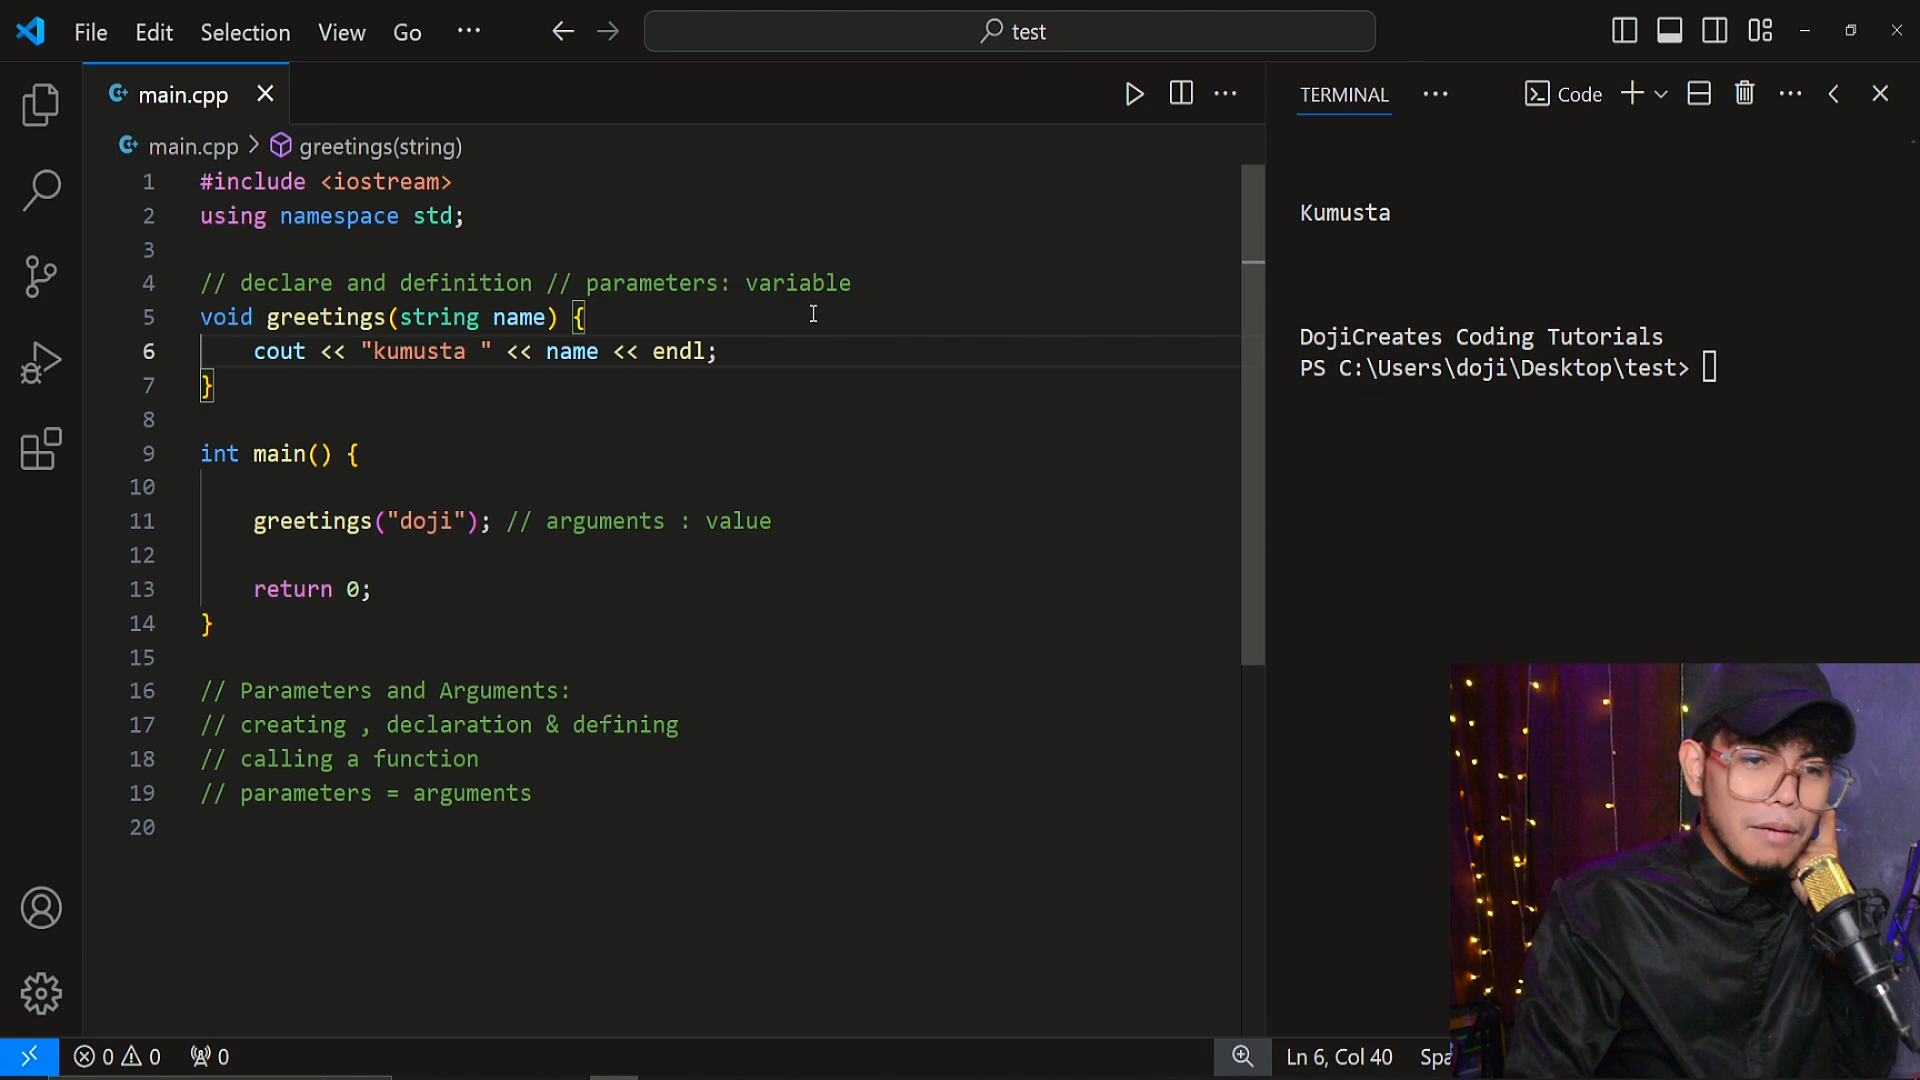 File Edit Selection View Go ··· test
main.cpp
main.cpp > greetings(string)
1 #include <iostream>
2 using namespace std;
3
4 // declare and definition // parameters: variable
5 void greetings(string name) {
6 cout << "kumusta " << name << endl;
7 }
8
9 int main() {
10
11 greetings("doji"); // arguments : value
12
13 return 0;
14 }
15
16 // Parameters and Arguments:
17 // creating , declaration & defining
18 // calling a function
19 // parameters = arguments
20
TERMINAL ··· Code
Kumusta
DojiCreates Coding Tutorials
PS C:\Users\doji\Desktop\test>
0 0 0 Ln 6, Col 40 Spa